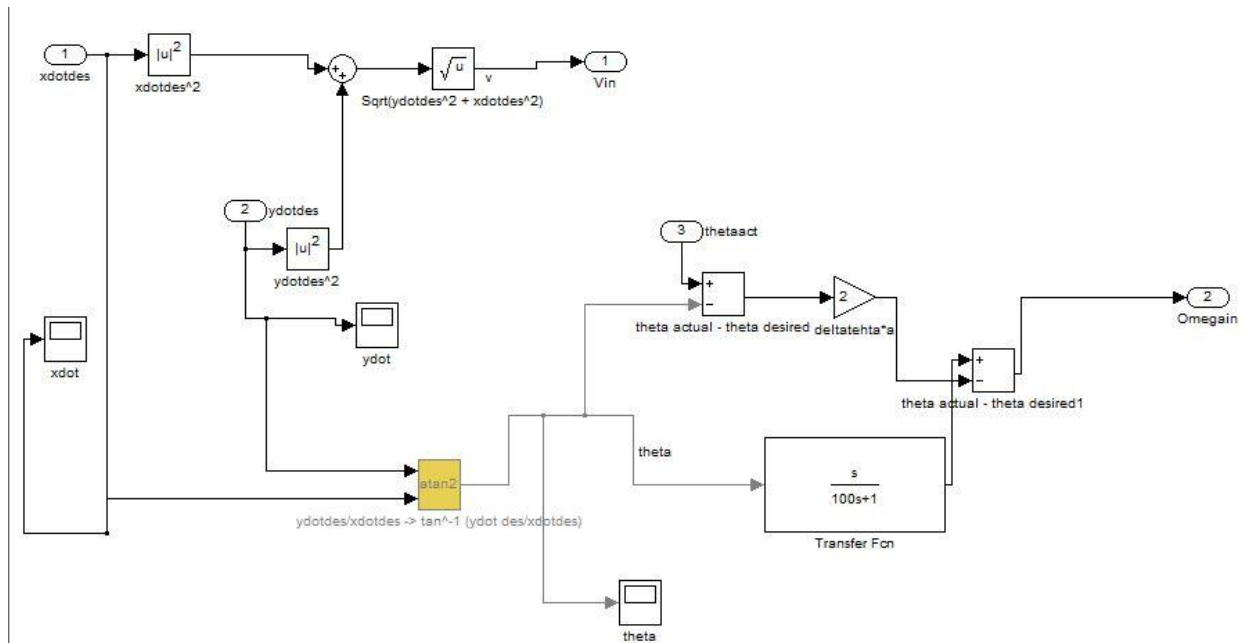 1
xdotdes
|u|²
xdotdes^2
+
+
√u
Sqrt(ydotdes^2 + xdotdes^2)
v
1
Vin
2
ydotdes
|u|²
ydotdes^2
xdot
ydot
3
thetaact
+
−
theta actual - theta desired
2
deltatehta*a
+
−
theta actual - theta desired1
2
Omegain
atan2
ydotdes/xdotdes -> tan^-1 (ydot des/xdotdes)
theta
s
100s+1
Transfer Fcn
theta